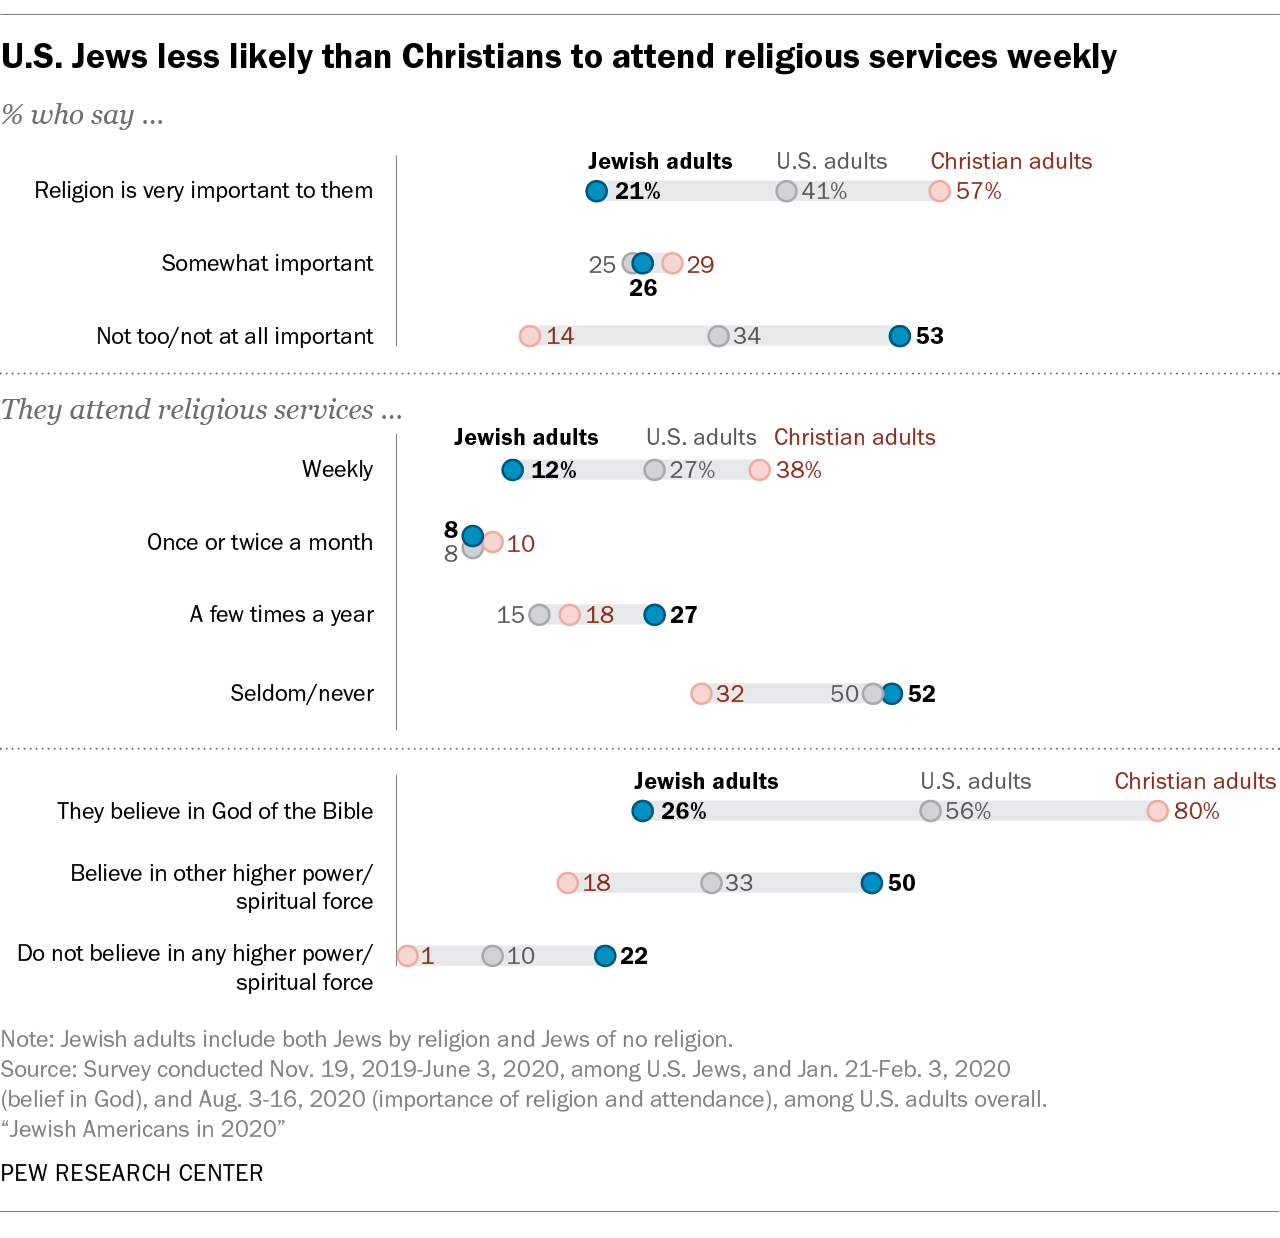 U.S. Jews less likely than Christians to attend religious services weekly
% who say ...
Jewish adults U.S. adults Christian adults
Religion is very important to them 21% 41% 57%
Somewhat important 25 26 29
Not too/not at all important 14 34 53
They attend religious services ...
Jewish adults U.S. adults Christian adults
Weekly 12% 27% 38%
Once or twice a month 8 8 10
A few times a year 15 18 27
Seldom/never 32 50 52
Jewish adults U.S. adults Christian adults
They believe in God of the Bible 26% 56% 80%
Believe in other higher power/
spiritual force 18 33 50
Do not believe in any higher power/
spiritual force 1 10 22
Note: Jewish adults include both Jews by religion and Jews of no religion.
Source: Survey conducted Nov. 19, 2019-June 3, 2020, among U.S. Jews, and Jan. 21-Feb. 3, 2020
(belief in God), and Aug. 3-16, 2020 (importance of religion and attendance), among U.S. adults overall.
“Jewish Americans in 2020”
PEW RESEARCH CENTER